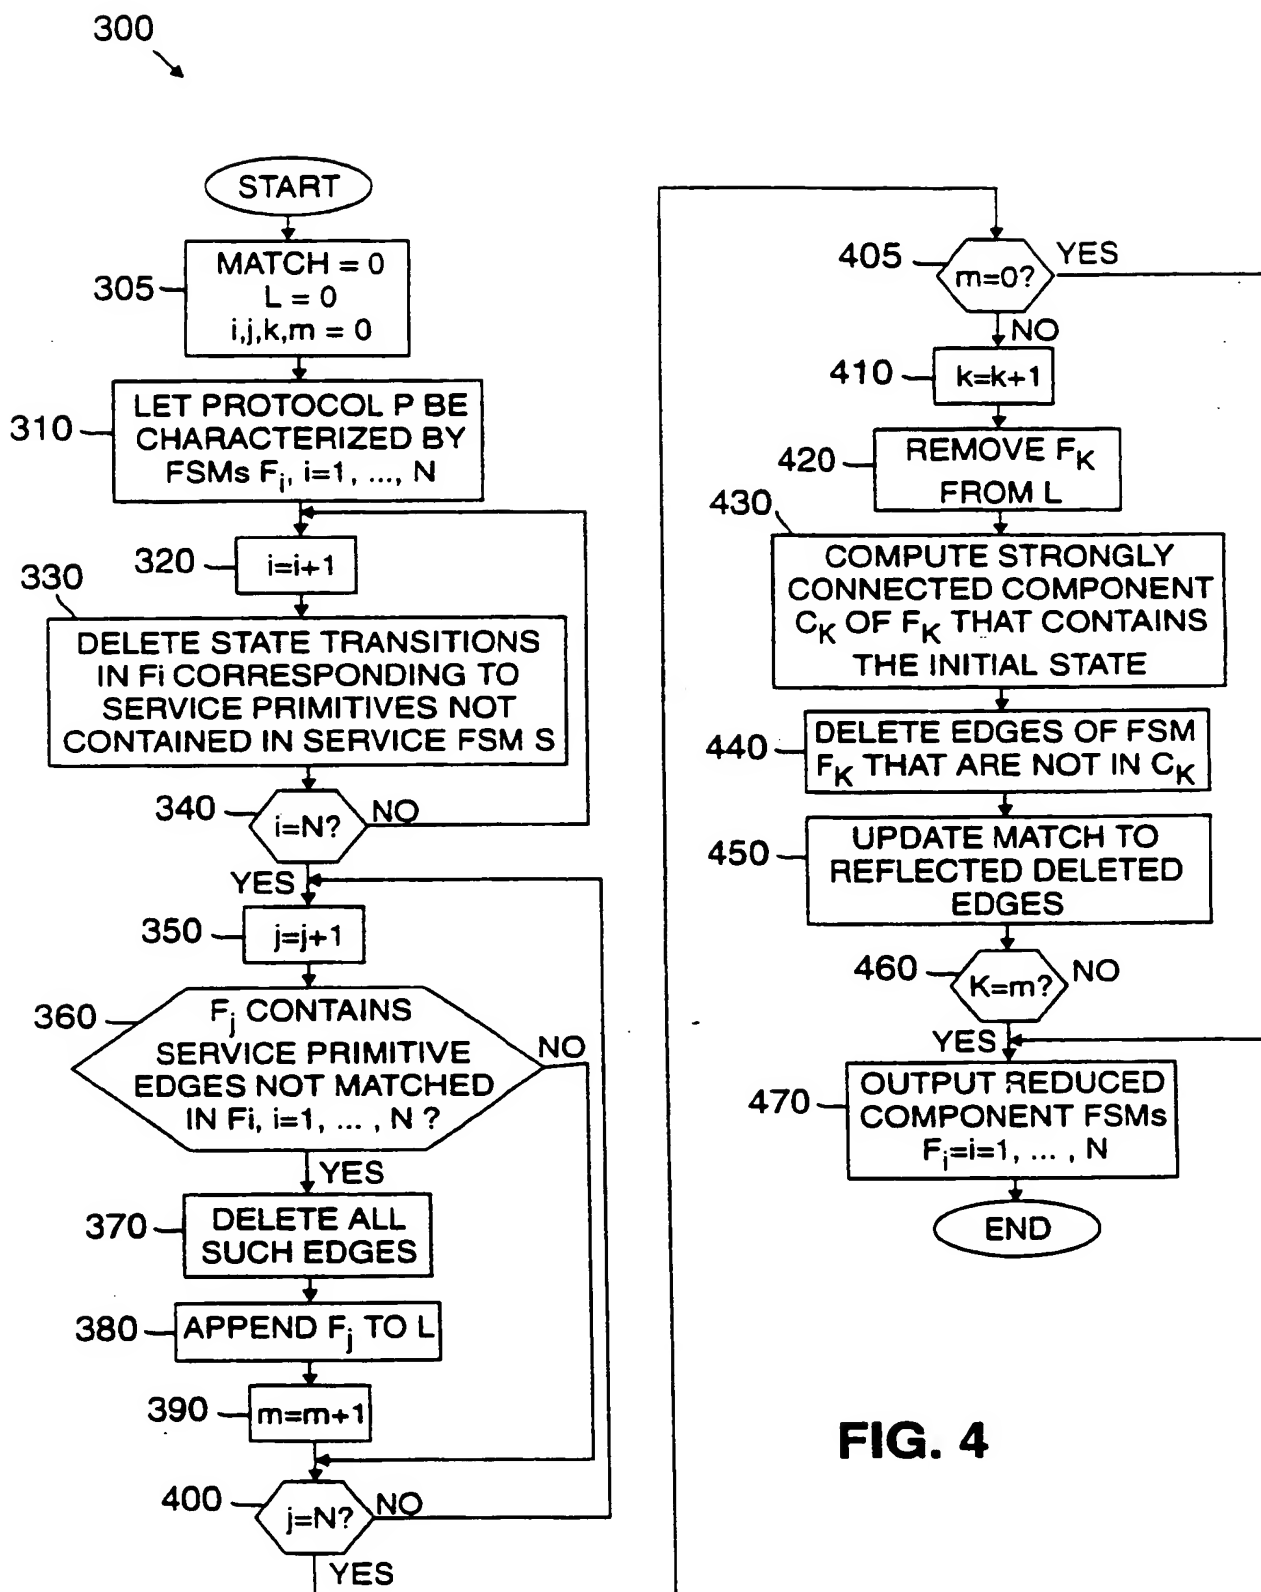 300
START
305
MATCH = 0
L = 0
i,j,k,m = 0
310
LET PROTOCOL P BE
CHARACTERIZED BY
FSMs Fi, i=1, ..., N
320
i=i+1
330
DELETE STATE TRANSITIONS
IN Fi CORRESPONDING TO
SERVICE PRIMITIVES NOT
CONTAINED IN SERVICE FSM S
340
i=N?
NO
YES
350
j=j+1
360
Fj CONTAINS
SERVICE PRIMITIVE
EDGES NOT MATCHED
IN Fi, i=1, ... , N ?
NO
YES
370
DELETE ALL
SUCH EDGES
380
APPEND Fj TO L
390
m=m+1
400
j=N?
NO
YES
405
m=0?
YES
NO
410
k=k+1
420
REMOVE FK
FROM L
430
COMPUTE STRONGLY
CONNECTED COMPONENT
CK OF FK THAT CONTAINS
THE INITIAL STATE
440
DELETE EDGES OF FSM
FK THAT ARE NOT IN CK
450
UPDATE MATCH TO
REFLECTED DELETED
EDGES
460
K=m?
NO
YES
470
OUTPUT REDUCED
COMPONENT FSMs
Fi=i=1, ... , N
END
FIG. 4